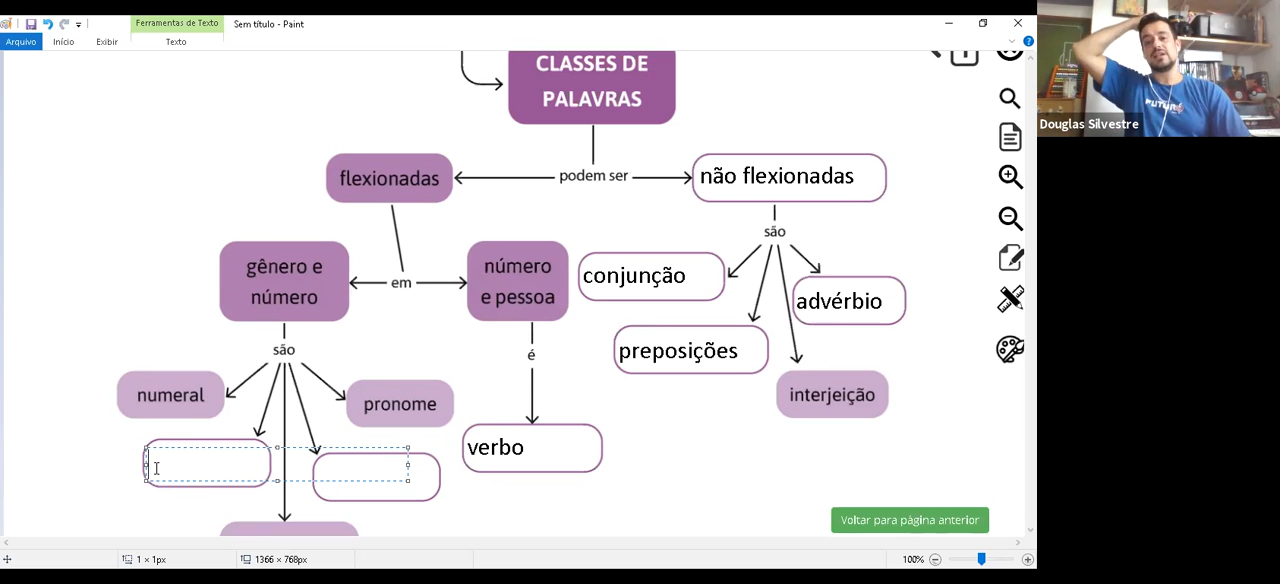 Ferramentas de Texto
Sem título - Paint
Arquivo
Início
Exibir
Texto
CLASSES DE
PALAVRAS
Douglas Silvestre
flexionadas
podem ser
não flexionadas
são
gênero e
número
em
número
e pessoa
conjunção
advérbio
são
é
preposições
numeral
pronome
interjeição
verbo
Voltar para página anterior
1 × 1px
1366 × 768px
100%